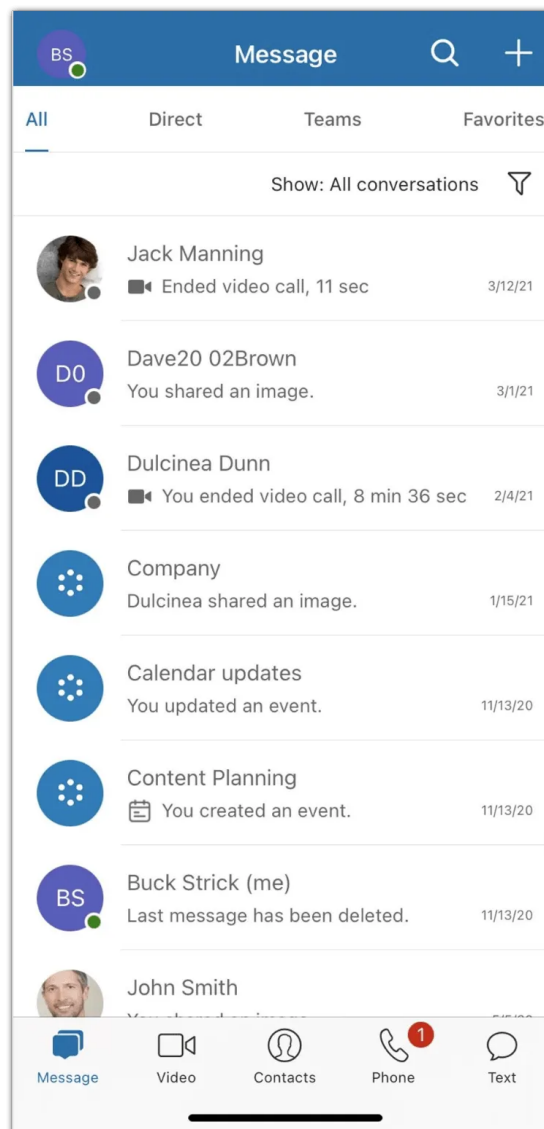 BS
Message
All Direct Teams Favorites
Show: All conversations
Jack Manning
Ended video call, 11 sec 3/12/21
D0
Dave20 02Brown
You shared an image. 3/1/21
DD
Dulcinea Dunn
You ended video call, 8 min 36 sec 2/4/21
Company
Dulcinea shared an image. 1/15/21
Calendar updates
You updated an event. 11/13/20
Content Planning
You created an event. 11/13/20
BS
Buck Strick (me)
Last message has been deleted. 11/13/20
John Smith
1
Message Video Contacts Phone Text